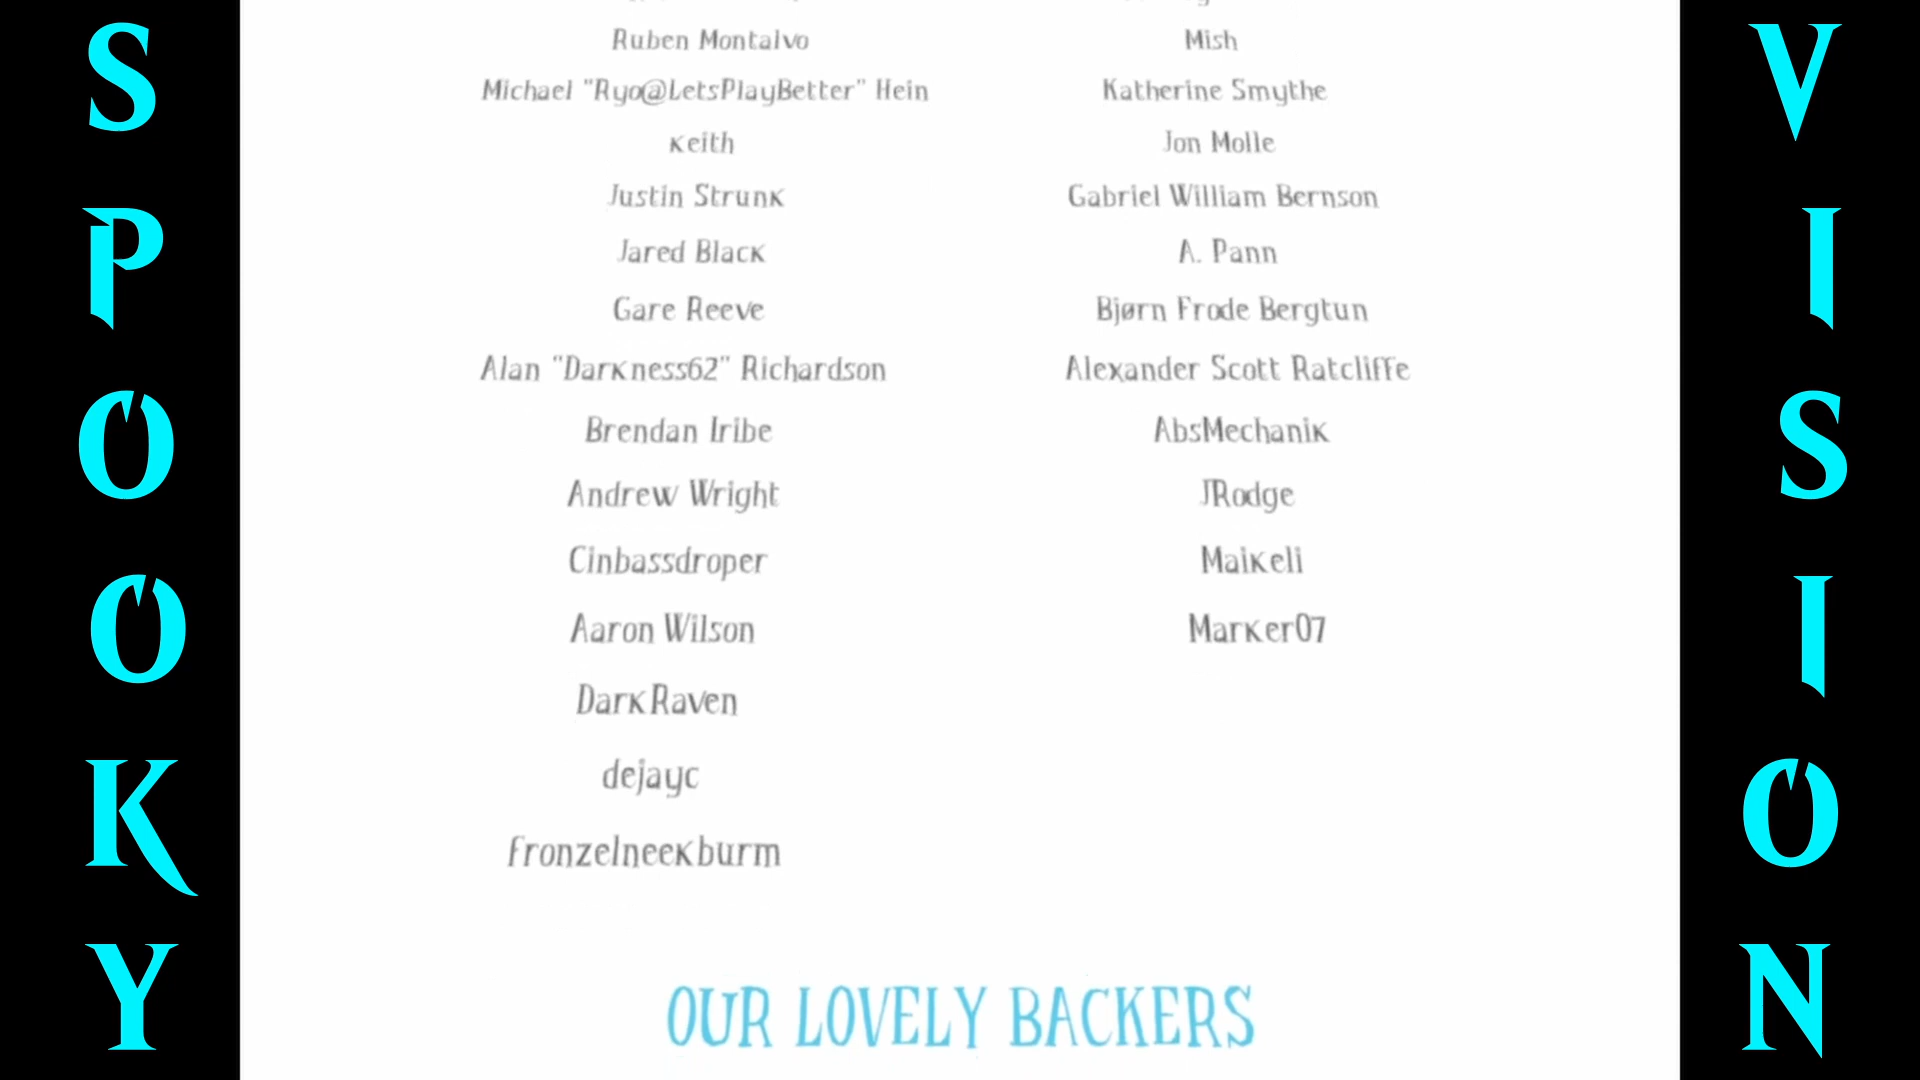 SPOOKY
Ruben Montalvo
Michael "Ryo@LetsPlayBetter" Hein
Keith
Justin Strunk
Jared Black
Gare Reeve
Alan "Darkness62" Richardson
Brendan Iribe
Andrew Wright
Cinbassdroper
Aaron Wilson
DarkRaven
dejayc
fronzelneekburm
Mish
Katherine Smythe
Jon Molle
Gabriel William Bernson
A. Pann
Bjørn Frode Bergtun
Alexander Scott Ratcliffe
AbsMechanik
JRodge
Maikeli
Marker07
OUR LOVELY BACKERS
VISION